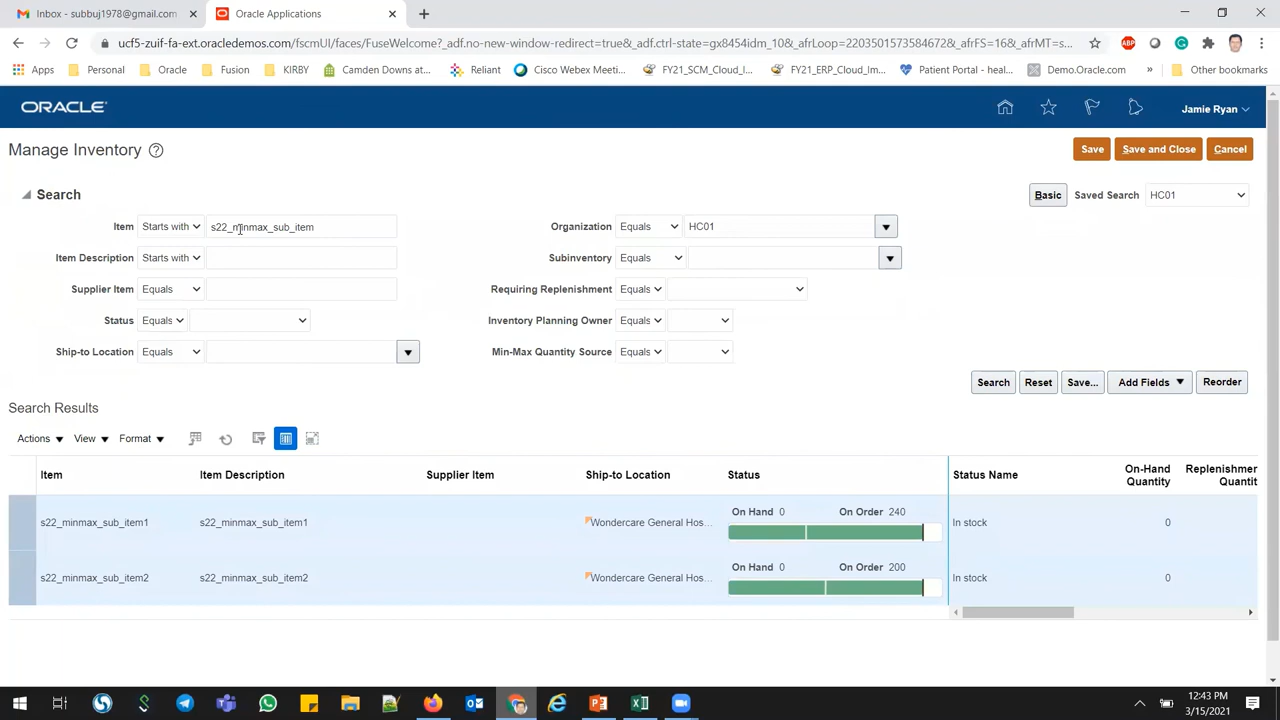 Inbox - subbuj1978@gmail.com
Oracle Applications
ucf5-zuif-fa-ext.oracledemos.com/fscmUI/faces/FuseWelcome?_adf.no-new-window-redirect=true&_adf.ctrl-state=gx8454idm_10&_afrLoop=22035015735846728&_afrFS=16&_afrMT=s...
ABP
Apps Personal Oracle Fusion KIRBY Camden Downs at... Reliant Cisco Webex Meeti... FY21_SCM_Cloud_I... FY21_ERP_Cloud_Im... Patient Portal - heal... Demo.Oracle.com » Other bookmarks
ORACLE Jamie Ryan
Manage Inventory ? Save Save and Close Cancel
Search Basic Saved Search HC01
Item Starts with s22_minmax_sub_item Organization Equals HC01
Item Description Starts with Subinventory Equals
Supplier Item Equals Requiring Replenishment Equals
Status Equals Inventory Planning Owner Equals
Ship-to Location Equals Min-Max Quantity Source Equals
Search Reset Save... Add Fields Reorder
Search Results
Actions View Format
Item Item Description Supplier Item Ship-to Location Status Status Name On-Hand Quantity Replenishmer Quantit
s22_minmax_sub_item1 s22_minmax_sub_item1 Wondercare General Hos... On Hand 0 On Order 240 In stock 0
s22_minmax_sub_item2 s22_minmax_sub_item2 Wondercare General Hos... On Hand 0 On Order 200 In stock 0
12:43 PM
3/15/2021